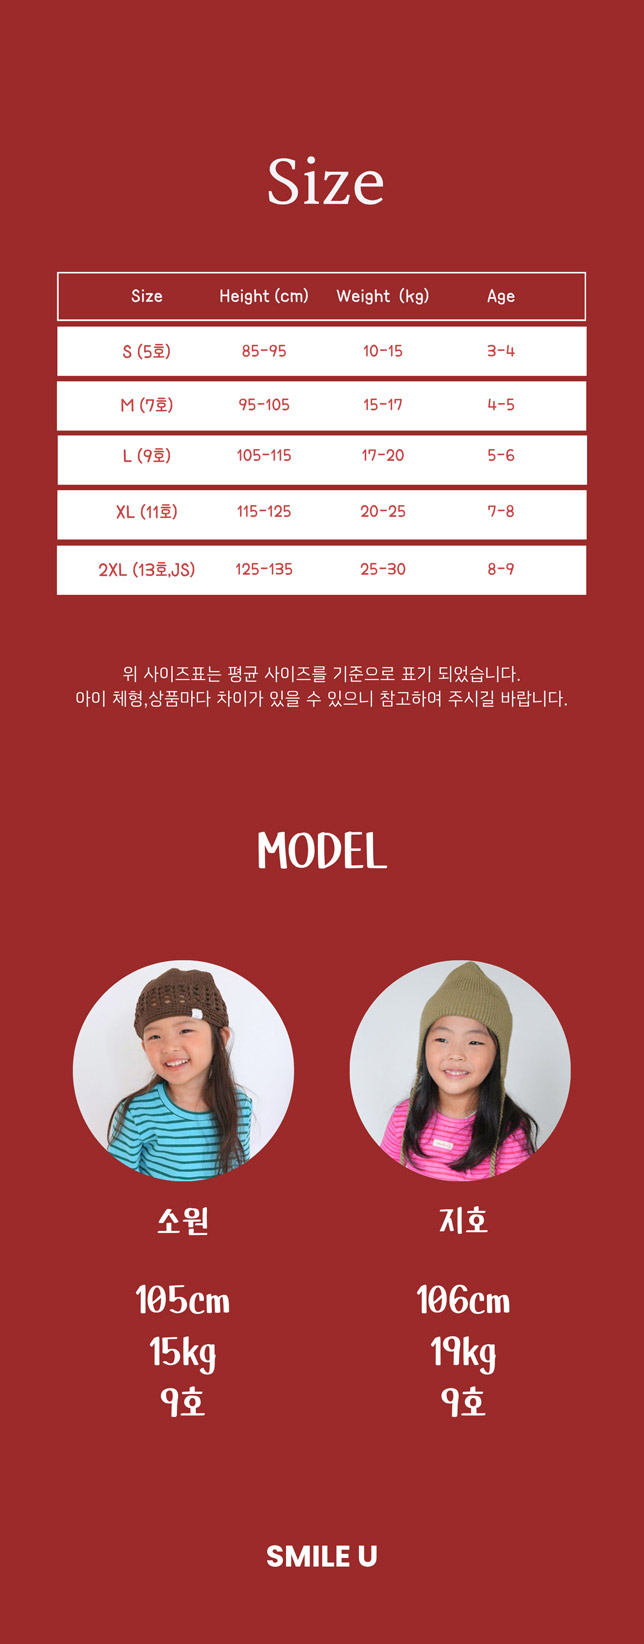 Size
Size Height (cm) Weight (kg) Age
S (5호) 85-95 10-15 3-4
M (7호) 95-105 15-17 4-5
L (9호) 105-115 17-20 5-6
XL (11호) 115-125 20-25 7-8
2XL (13호,JS) 125-135 25-30 8-9
위 사이즈표는 평균 사이즈를 기준으로 표기 되었습니다.
아이 체형,상품마다 차이가 있을 수 있으니 참고하여 주시길 바랍니다.
MODEL
소원 지호
105cm 106cm
15kg 19kg
9호 9호
SMILE U